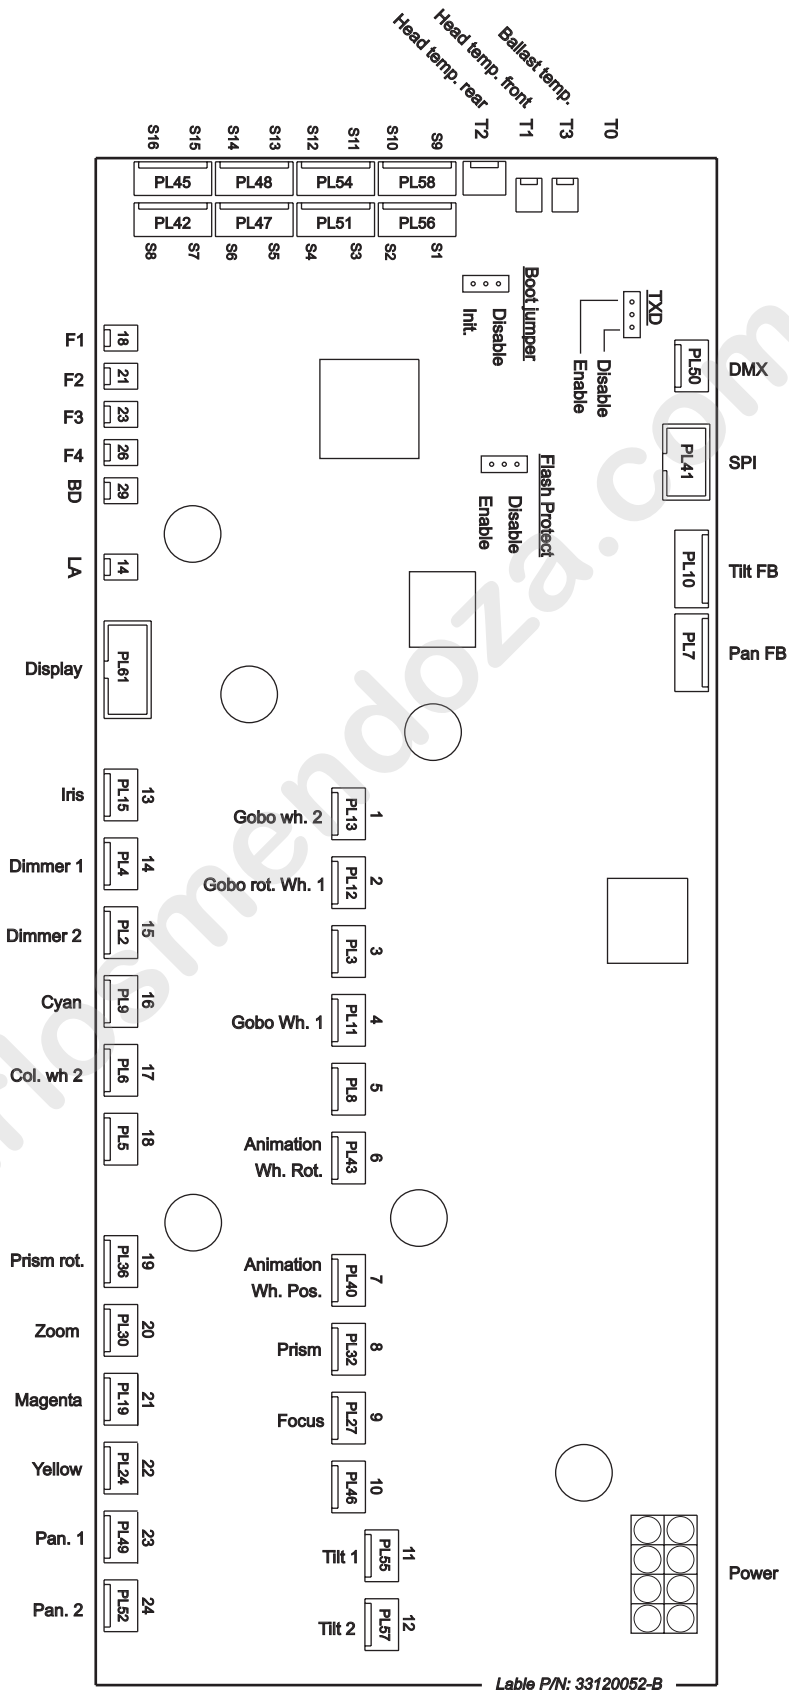 Ballast temp.
Head temp. front
Head temp. rear
S16 S15 S14 S13 S12 S11 S10 S9 T2 T1 T3 T0
PL45 PL48 PL54 PL58
PL42 PL47 PL51 PL56
S8 S7 S6 S5 S4 S3 S2 S1
Boot jumper
Disable
Init.
TXD
Disable
Enable
F1 18
PL50 DMX
F2 21
F3 23
F4 26
PL41 SPI
BD 29
Flash Protect
Disable
Enable
LA 14
PL10 Tilt FB
PL7 Pan FB
Display PL61
Iris PL15 13
Gobo wh. 2 PL13 1
Dimmer 1 PL4 14
Gobo rot. Wh. 1 PL12 2
Dimmer 2 PL2 15
PL3 3
Cyan PL9 16
Gobo Wh. 1 PL11 4
Col. wh 2 PL6 17
PL8 5
PL5 18
Animation
Wh. Rot. PL43 6
Prism rot. PL36 19
Animation
Wh. Pos. PL40 7
Zoom PL30 20
Prism PL32 8
Magenta PL19 21
Focus PL27 9
Yellow PL24 22
PL46 10
Pan. 1 PL49 23
Tilt 1 PL55 11
Power
Pan. 2 PL52 24
Tilt 2 PL57 12
Lable P/N: 33120052-B
rlosmendoza.com